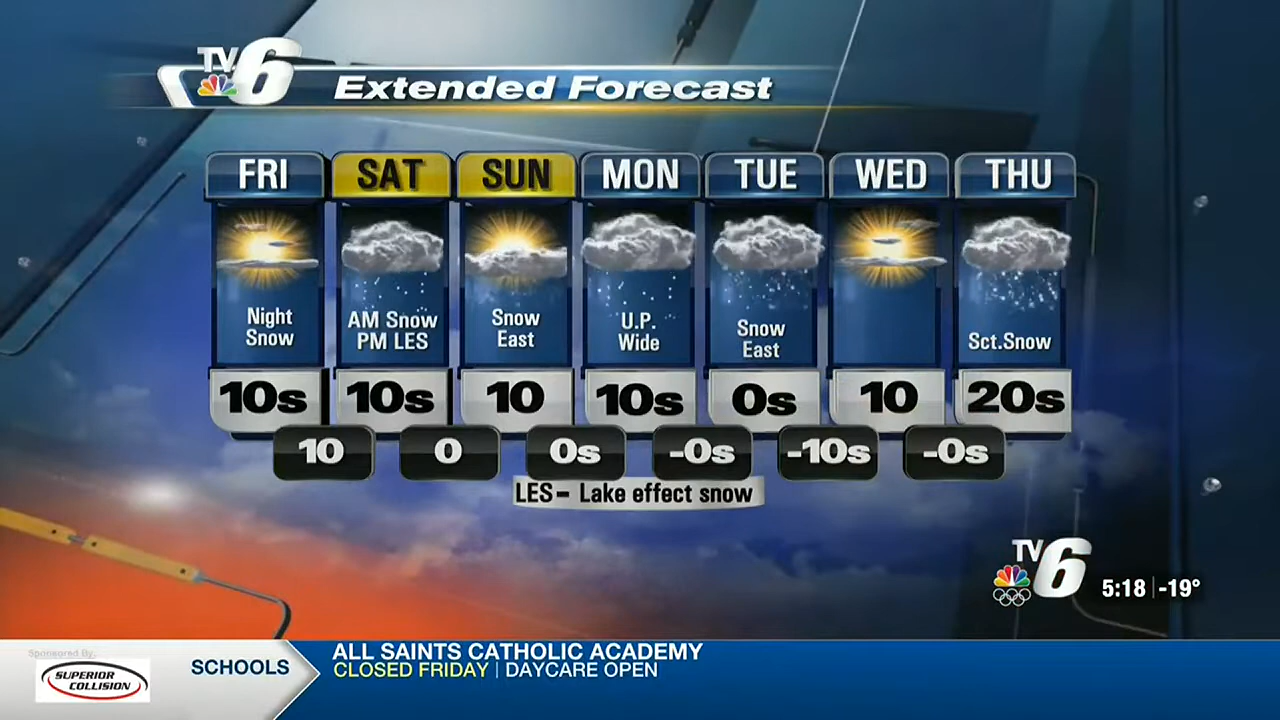 TV6
Extended Forecast
FRI SAT SUN MON TUE WED THU
Night
Snow
AM Snow
PM LES
Snow
East
U.P.
Wide
Snow
East
Sct.Snow
10s 10s 10 10s 0s 10 20s
10 0 0s -0s -10s -0s
LES- Lake effect snow
TV6
5:18 -19°
Sponsored By..
SUPERIOR
COLLISION
SCHOOLS
ALL SAINTS CATHOLIC ACADEMY
CLOSED FRIDAY | DAYCARE OPEN